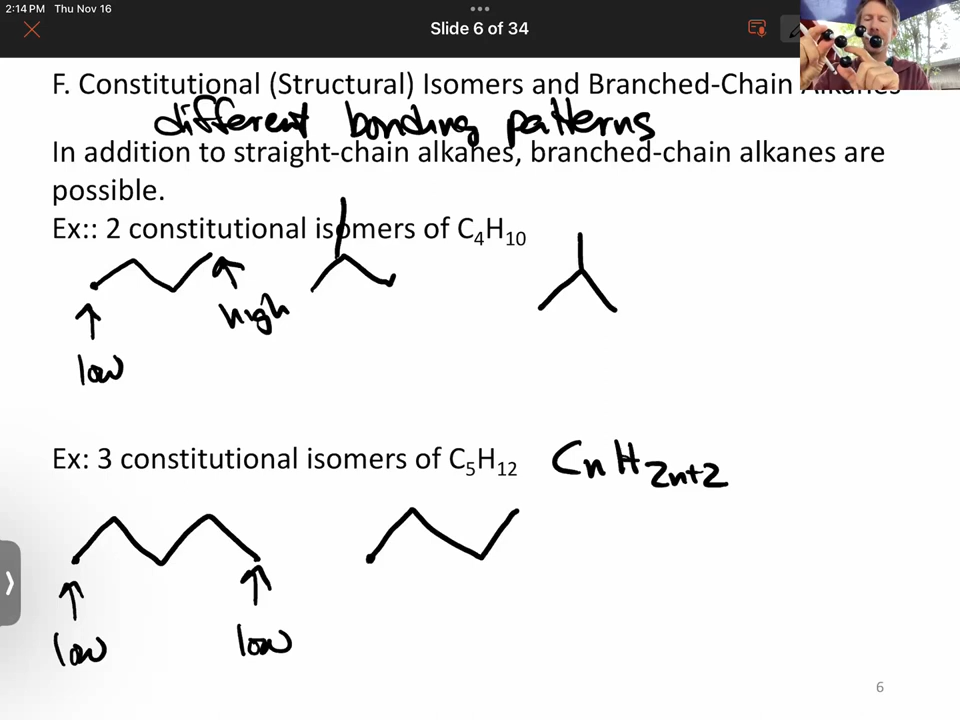 2:14 PM Thu Nov 16
Slide 6 of 34
F. Constitutional (Structural) Isomers and Branched-Chain Alkanes
different bonding patterns
In addition to straight-chain alkanes, branched-chain alkanes are
possible.
Ex:: 2 constitutional isomers of C₄H₁₀
high
low
Ex: 3 constitutional isomers of C₅H₁₂ CnH2n+2
low low
6